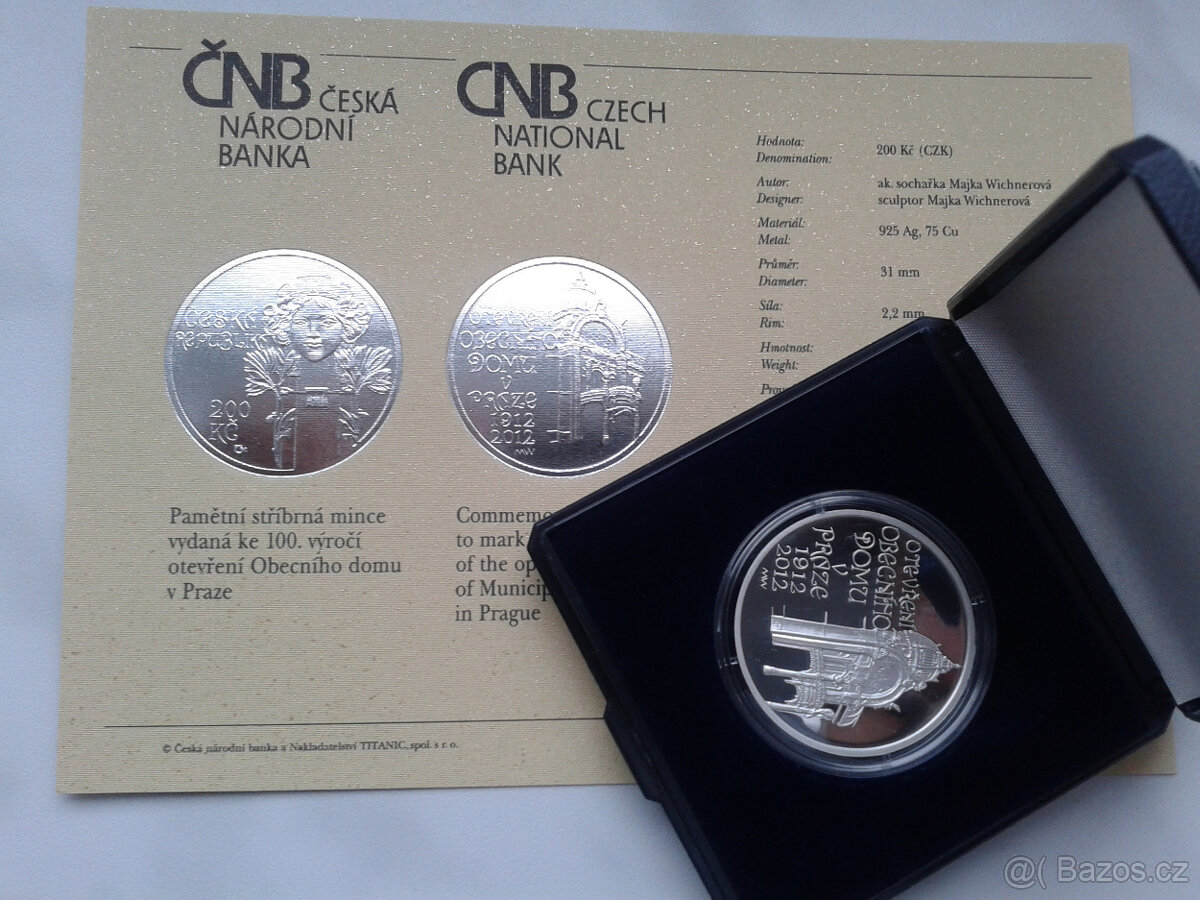 ČNB ČESKÁ
NÁRODNÍ
BANKA
CNB CZECH
NATIONAL
BANK
Hodnota:
Denomination:
200 Kč (CZK)
Autor:
Designer:
ak. sochařka Majka Wichnerová
sculptor Majka Wichnerová
Materiál:
Metal:
925 Ag, 75 Cu
Průměr:
Diameter:
31 mm
Síla:
Rim:
2,2 mm
Hmotnost:
Weight:
ČESKÁ
REPUBLIKA
200
KČ
OTEVŘENÍ
OBECNÍHO
DOMU
V
PRAZE
1912
2012
MW
Pamětní stříbrná mince
vydaná ke 100. výročí
otevření Obecního domu
v Praze
Commemo
to mark
of the op
of Municip
in Prague
© Česká národní banka a Nakladatelství TITANIC, spol. s r. o.
OTEVŘENÍ
OBECNÍHO
DOMU
V
PRAZE
1912
2012
MW
@( Bazos.cz